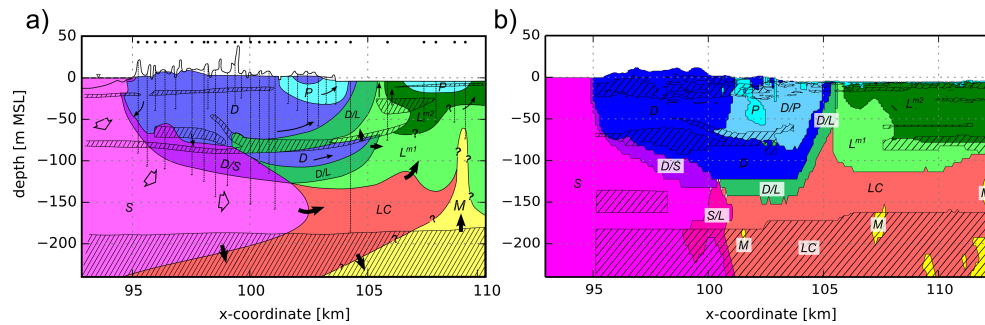 a)
b)
50
0
−50
−100
−150
−200
depth [m MSL]
95
100
105
110
x-coordinate [km]
P
P
D
D/L
L^m2
?
D
D/S
D/L
L^m1
?
?
?
?
S
LC
M
?
?
?
50
0
−50
−100
−150
−200
95
100
105
110
x-coordinate [km]
D
P
D/P
D/L
L^m2
L^m1
D
D/S
S
D/L
S/L
LC
M
M
M
LC